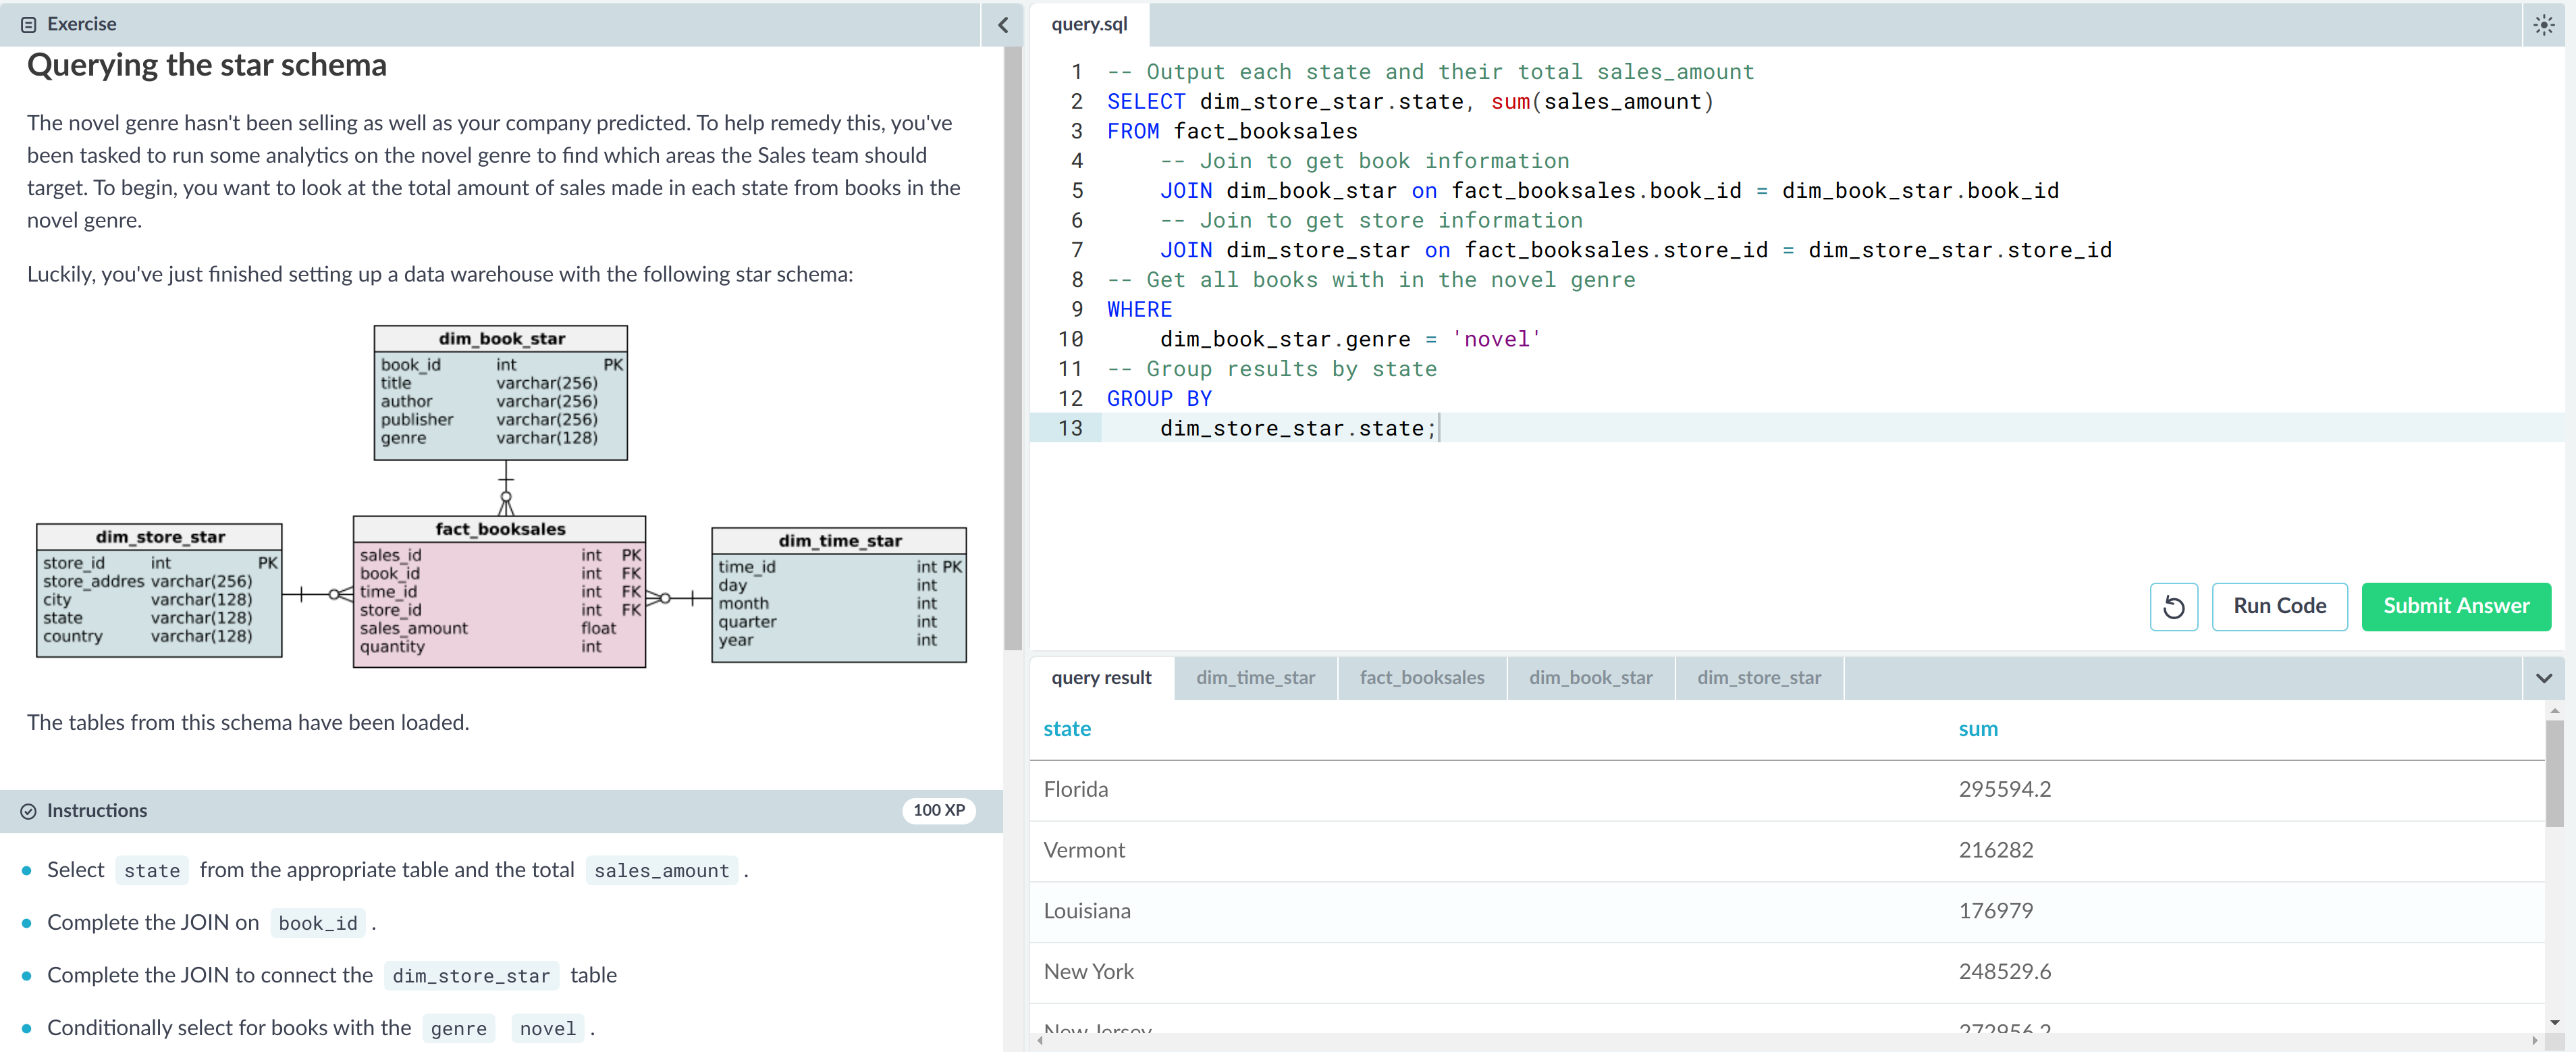 Exercise
Querying the star schema
The novel genre hasn't been selling as well as your company predicted. To help remedy this, you've
been tasked to run some analytics on the novel genre to find which areas the Sales team should
target. To begin, you want to look at the total amount of sales made in each state from books in the
novel genre.
Luckily, you've just finished setting up a data warehouse with the following star schema:
dim_book_star
book_id int PK
title varchar(256)
author varchar(256)
publisher varchar(256)
genre varchar(128)
dim_store_star
store_id int PK
store_addres varchar(256)
city varchar(128)
state varchar(128)
country varchar(128)
fact_booksales
sales_id int PK
book_id int FK
time_id int FK
store_id int FK
sales_amount float
quantity int
dim_time_star
time_id int PK
day int
month int
quarter int
year int
The tables from this schema have been loaded.
Instructions
100 XP
Select state from the appropriate table and the total sales_amount .
Complete the JOIN on book_id .
Complete the JOIN to connect the dim_store_star table
Conditionally select for books with the genre novel .
query.sql
1 -- Output each state and their total sales_amount
2 SELECT dim_store_star.state, sum(sales_amount)
3 FROM fact_booksales
4 -- Join to get book information
5 JOIN dim_book_star on fact_booksales.book_id = dim_book_star.book_id
6 -- Join to get store information
7 JOIN dim_store_star on fact_booksales.store_id = dim_store_star.store_id
8 -- Get all books with in the novel genre
9 WHERE
10 dim_book_star.genre = 'novel'
11 -- Group results by state
12 GROUP BY
13 dim_store_star.state;
Run Code
Submit Answer
query result dim_time_star fact_booksales dim_book_star dim_store_star
state sum
Florida 295594.2
Vermont 216282
Louisiana 176979
New York 248529.6
New Jersey 272956.2